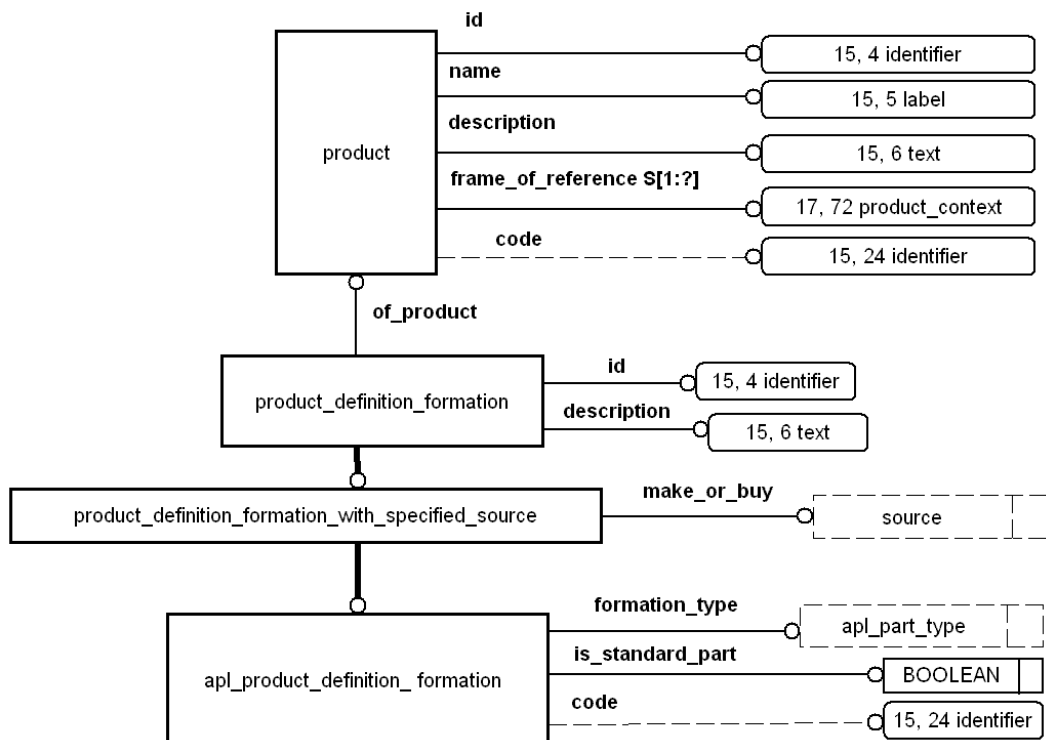 id
15, 4 identifier
name
15, 5 label
description
product
15, 6 text
frame_of_reference S[1:?]
17, 72 product_context
code
15, 24 identifier
of_product
id
15, 4 identifier
product_definition_formation
description
15, 6 text
make_or_buy
product_definition_formation_with_specified_source
source
formation_type
apl_part_type
is_standard_part
BOOLEAN
apl_product_definition_ formation
code
15, 24 identifier